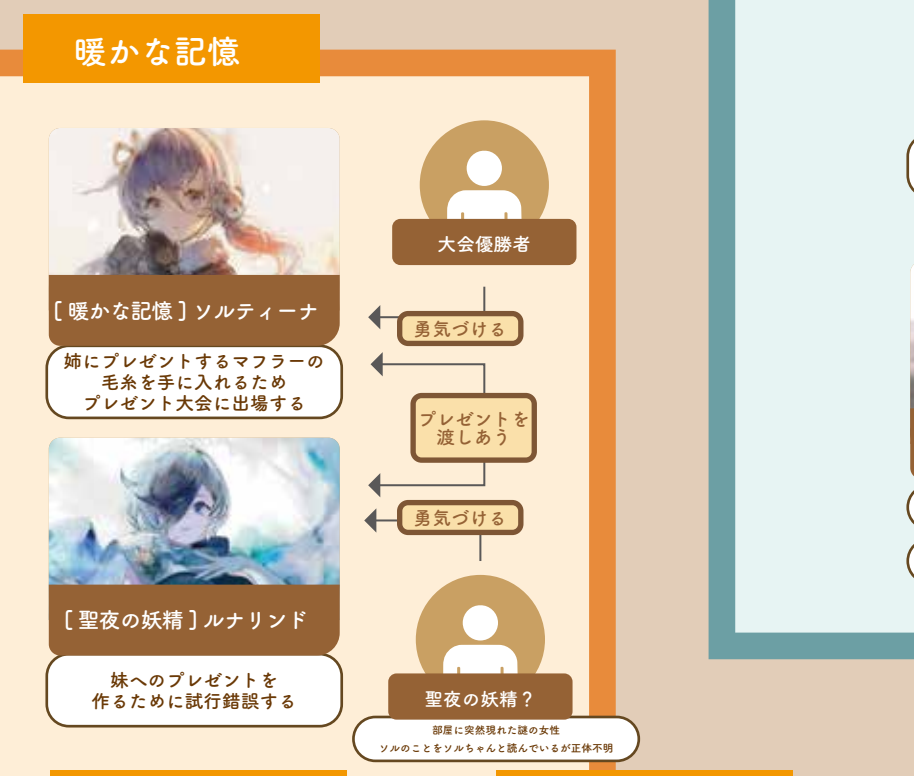 暖かな記憶
大会優勝者
[ 暖かな記憶 ] ソルティーナ
勇気づける
姉にプレゼントするマフラーの
毛糸を手に入れるため
プレゼント大会に出場する
プレゼントを
渡しあう
勇気づける
[ 聖夜の妖精 ] ルナリンド
妹へのプレゼントを
作るために試行錯誤する
聖夜の妖精？
部屋に突然現れた謎の女性
ソルのことをソルちゃんと読んでいるが正体不明